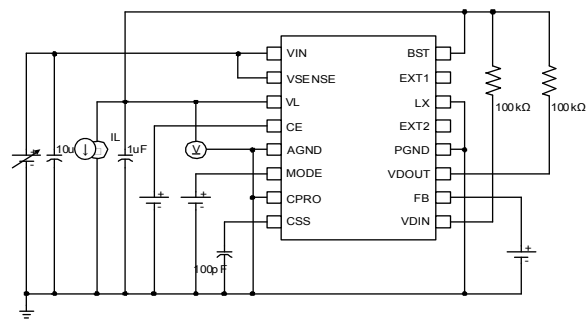 VIN
VSENSE
VL
CE
AGND
MODE
CPRO
CSS
BST
EXT1
LX
EXT2
PGND
VDOUT
FB
VDIN
10u
IL
1uF
V
100pF
100kΩ
100kΩ
+
-
+
-
+
-
+
-